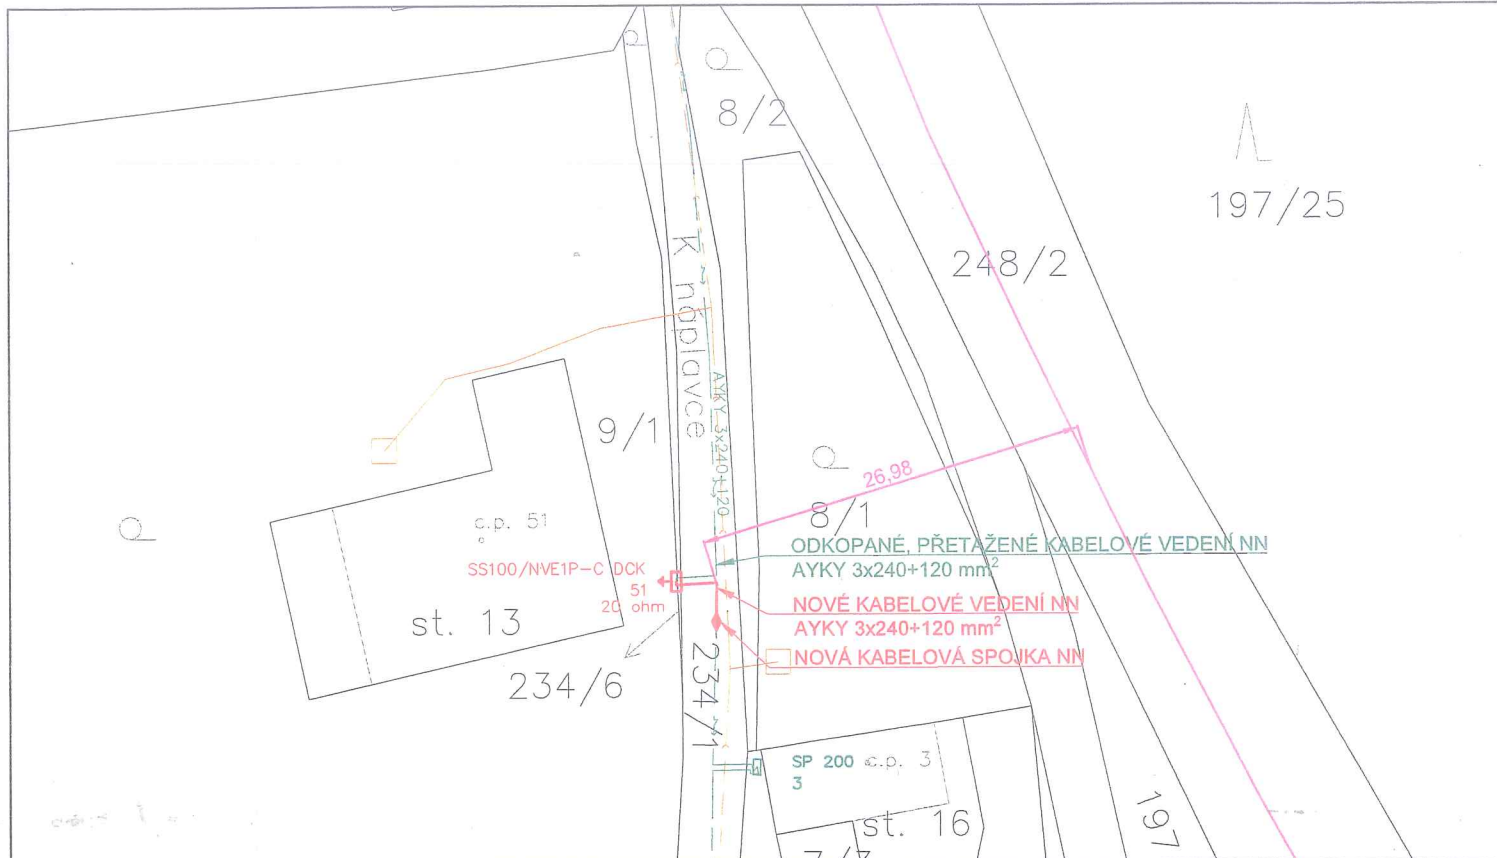 8/2
197/25
248/2
K náplavce
AYKY 3x240+120
9/1
26,98
8/1
č.p. 51
ODKOPANÉ, PŘETAŽENÉ KABELOVÉ VEDENÍ NN
AYKY 3x240+120 mm²
SS100/NVE1P-C DCK
51
20 ohm
NOVÉ KABELOVÉ VEDENÍ NN
AYKY 3x240+120 mm²
st. 13
NOVÁ KABELOVÁ SPOJKA NN
234/6
234/1
SP 200
3
č.p. 3
st. 16
197